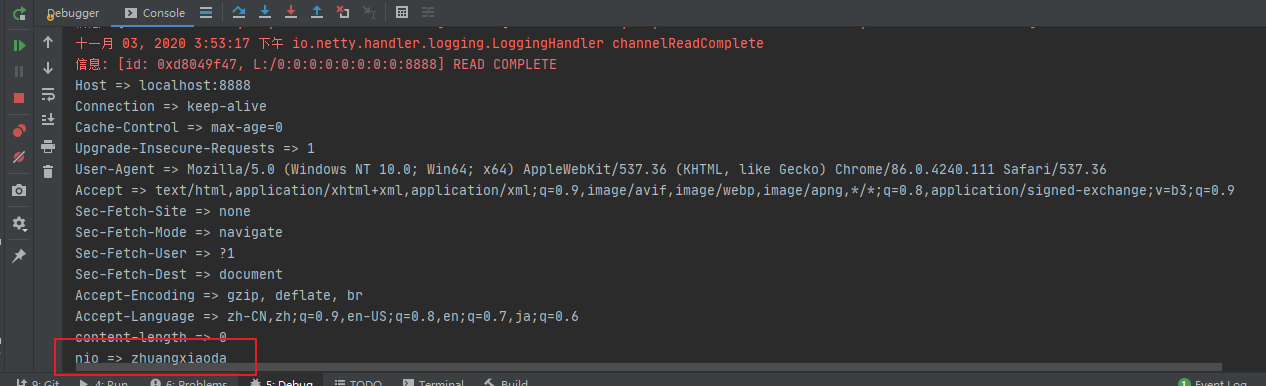 Debugger Console
十一月 03, 2020 3:53:17 下午 io.netty.handler.logging.LoggingHandler channelReadComplete
信息: [id: 0xd8049f47, L:/0:0:0:0:0:0:0:0:8888] READ COMPLETE
Host => localhost:8888
Connection => keep-alive
Cache-Control => max-age=0
Upgrade-Insecure-Requests => 1
User-Agent => Mozilla/5.0 (Windows NT 10.0; Win64; x64) AppleWebKit/537.36 (KHTML, like Gecko) Chrome/86.0.4240.111 Safari/537.36
Accept => text/html,application/xhtml+xml,application/xml;q=0.9,image/avif,image/webp,image/apng,*/*;q=0.8,application/signed-exchange;v=b3;q=0.9
Sec-Fetch-Site => none
Sec-Fetch-Mode => navigate
Sec-Fetch-User => ?1
Sec-Fetch-Dest => document
Accept-Encoding => gzip, deflate, br
Accept-Language => zh-CN,zh;q=0.9,en-US;q=0.8,en;q=0.7,ja;q=0.6
content-length => 0
nio => zhuangxiaoda
9: Git 4: Run 6: Problems 5: Debug TODO Terminal Build 1 Event Log